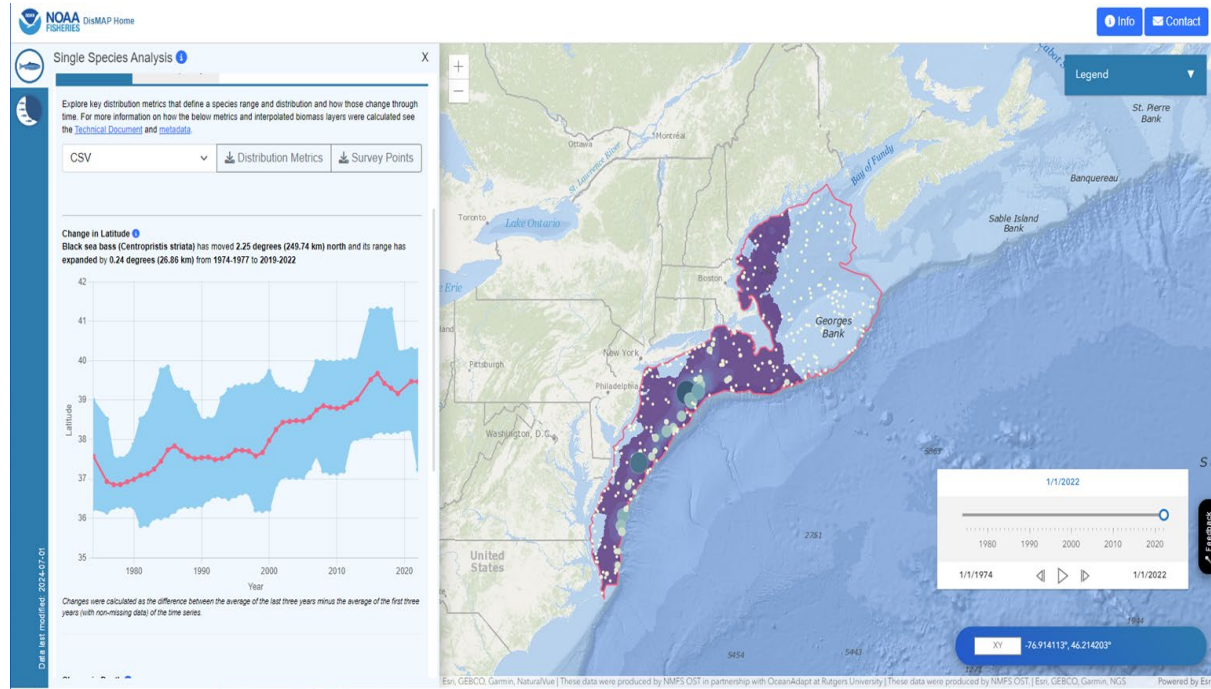 NOAA FISHERIES DisMAP Home
Info
Contact
Single Species Analysis
X
Explore key distribution metrics that define a species range and distribution and how those change through
time. For more information on how the below metrics and interpolated biomass layers were calculated see
the Technical Document and metadata.
CSV
Distribution Metrics
Survey Points
Change in Latitude
Black sea bass (Centropristis striata) has moved 2.25 degrees (249.74 km) north and its range has
expanded by 0.24 degrees (26.86 km) from 1974-1977 to 2019-2022
42
41
40
39
38
37
36
35
Latitude
1980 1990 2000 2010 2020
Year
Changes were calculated as the difference between the average of the last three years minus the average of the first three
years (with non-missing data) of the time series.
Data last modified: 2024-07-01
+
−
Legend
St. Pierre
Bank
Montréal
Ottawa
St. Lawrence River
Bay of Fundy
Banquereau
Toronto
Lake Ontario
Sable Island
Bank
Boston
Erie
Georges
Bank
New York
Pittsburgh
Philadelphia
Washington, D.C.
United
States
2781
5454
5443
1/1/2022
1980 1990 2000 2010 2020
1/1/1974
1/1/2022
Feedback
XY
-76.914113°, 46.214203°
Esri, GEBCO, Garmin, NaturalVue | These data were produced by NMFS OST in partnership with OceanAdapt at Rutgers University | These data were produced by NMFS OST. | Esri, GEBCO, Garmin, NGS
Powered by Esri